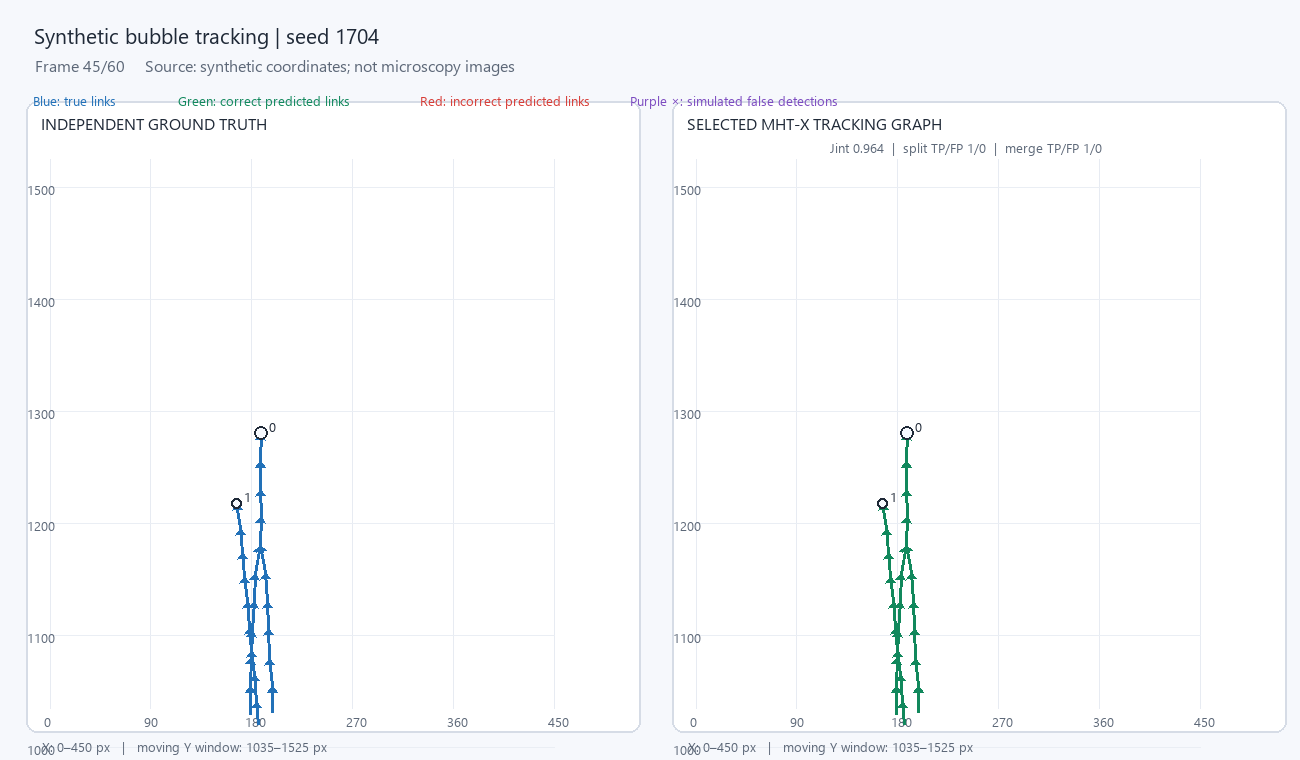 Synthetic bubble tracking | seed 1704
Frame 45/60 Source: synthetic coordinates; not microscopy images
Blue: true links Green: correct predicted links Red: incorrect predicted links Purple ×: simulated false detections
INDEPENDENT GROUND TRUTH
1500
1400
1300
1200
1100
1000
0
1
0 90 180 270 360 450
X: 0–450 px | moving Y window: 1035–1525 px
SELECTED MHT-X TRACKING GRAPH
Jint 0.964 | split TP/FP 1/0 | merge TP/FP 1/0
1500
1400
1300
1200
1100
1000
0
1
0 90 180 270 360 450
X: 0–450 px | moving Y window: 1035–1525 px